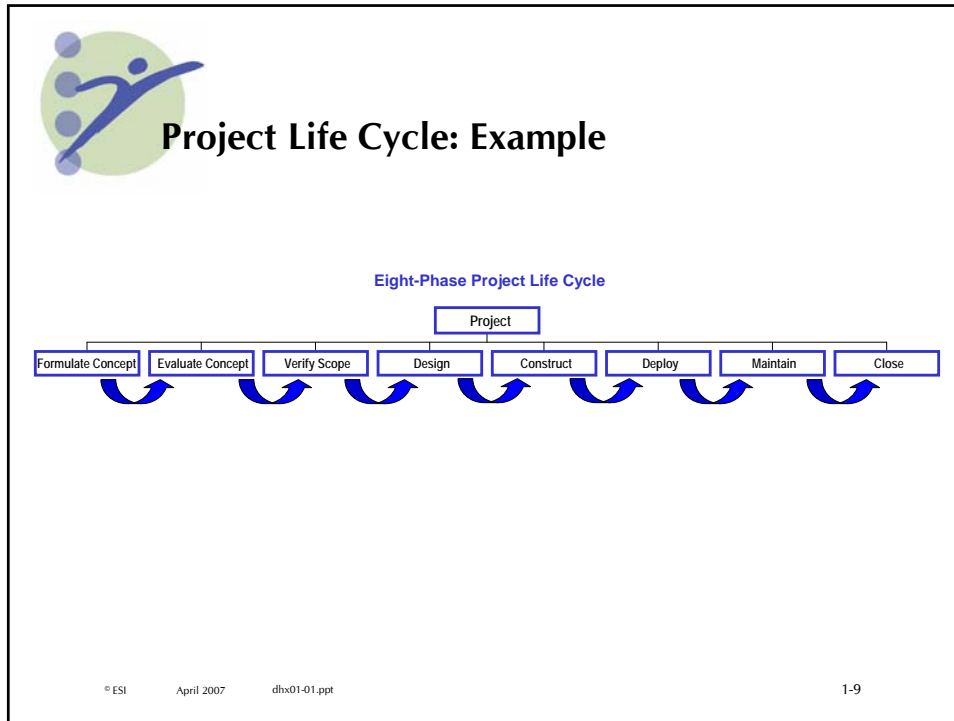 Project Life Cycle: Example
Eight-Phase Project Life Cycle
Project
Formulate Concept Evaluate Concept Verify Scope Design Construct Deploy Maintain Close
© ESI April 2007 dhx01-01.ppt 1-9